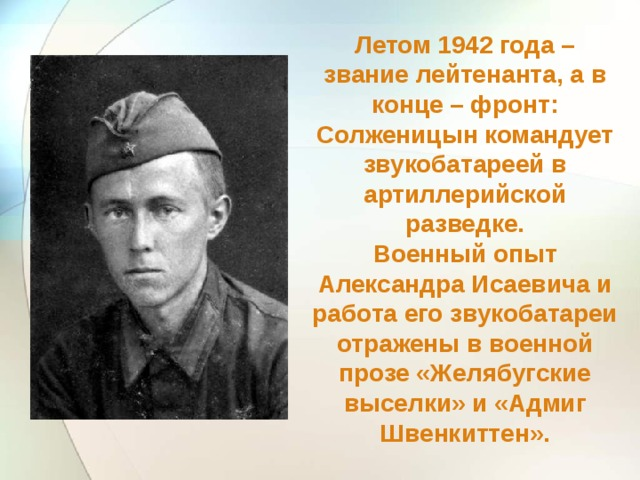 Летом 1942 года –
звание лейтенанта, а в
конце – фронт:
Солженицын командует
звукобатареей в
артиллерийской
разведке.
Военный опыт
Александра Исаевича и
работа его звукобатареи
отражены в военной
прозе «Желябугские
выселки» и «Адмиг
Швенкиттен».